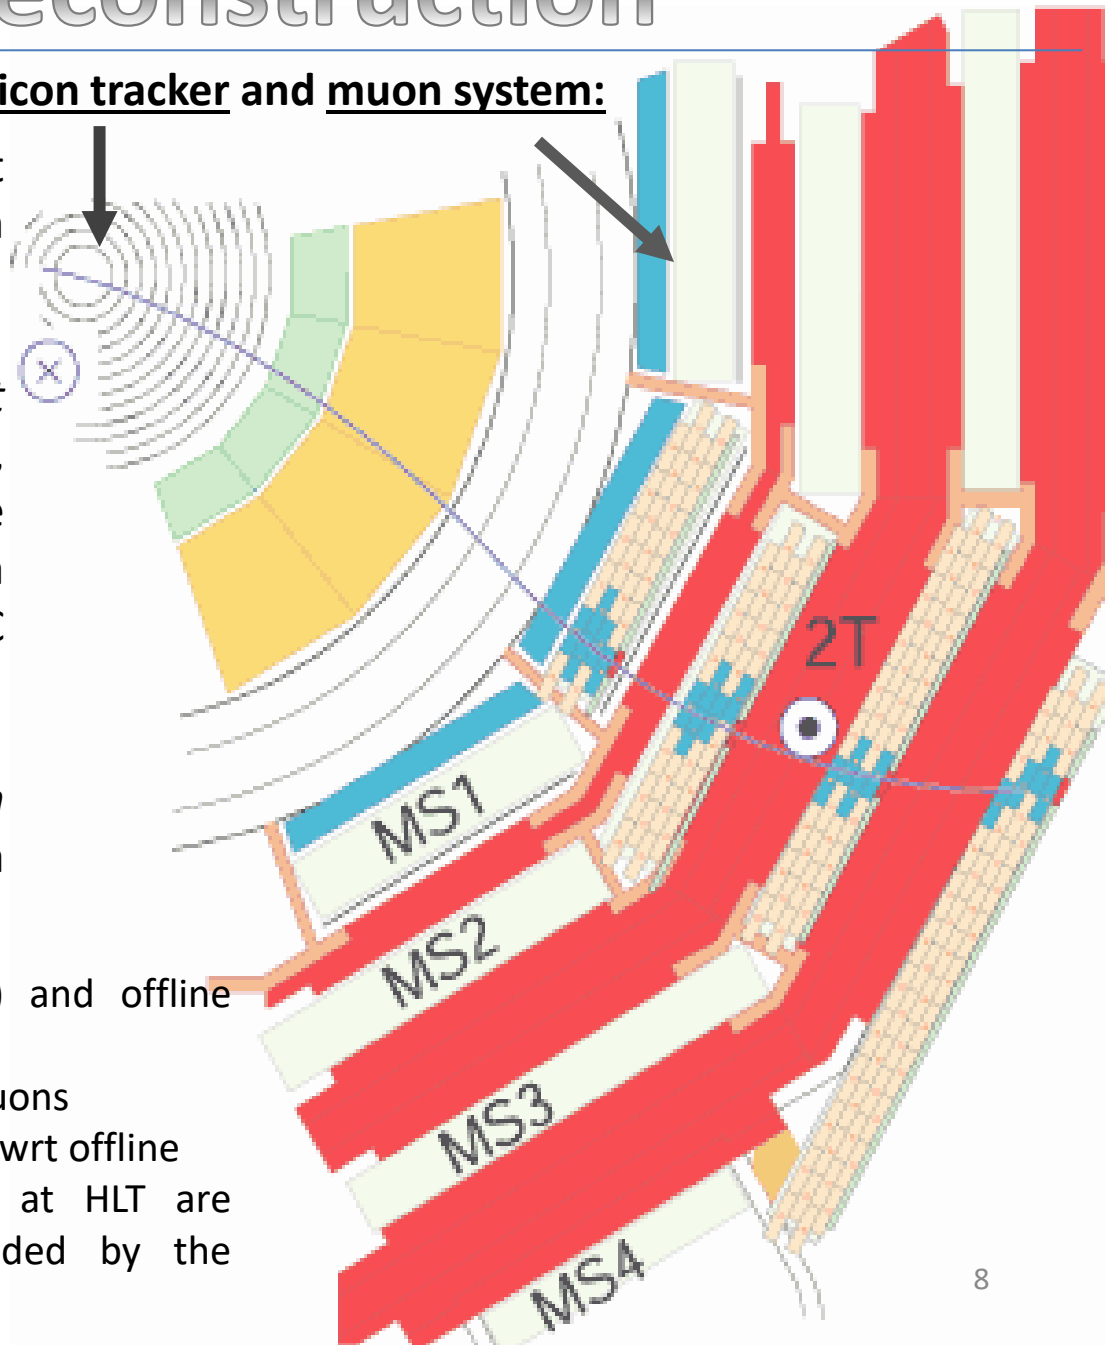 econstruction
icon tracker and muon system:
2T
MS1
MS2
) and offline
MS3
uons
wrt offline
at HLT are
ded by the
MS4
8